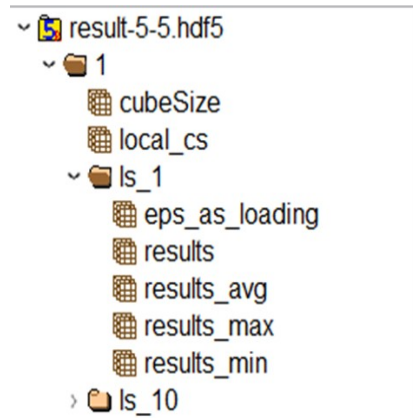 result-5-5.hdf5
1
cubeSize
local_cs
ls_1
eps_as_loading
results
results_avg
results_max
results_min
ls_10